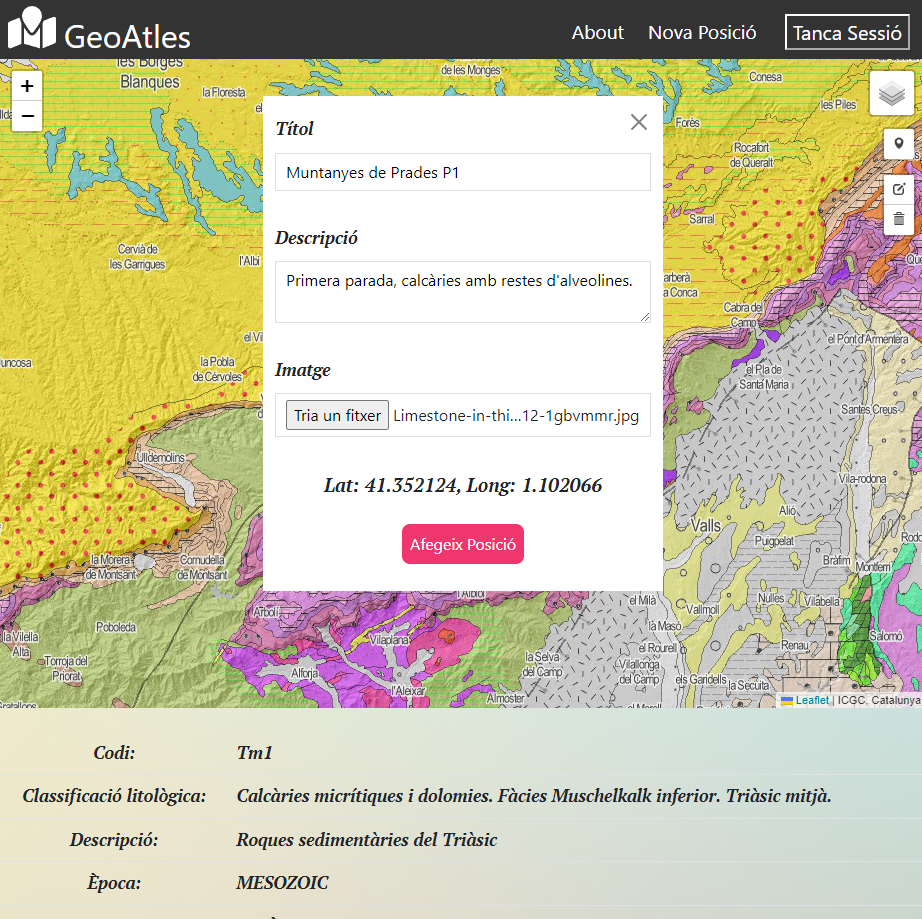 GeoAtles
About
Nova Posició
Tanca Sessió
les Borges
Blanques
la Floresta
de les Monges
Conesa
les Piles
Forès
Rocafort
de Queralt
Sarral
+
−
Títol
Muntanyes de Prades P1
Descripció
Primera parada, calcàries amb restes d'alveolines.
Imatge
Tria un fitxer
Limestone-in-thi...12-1gbvmmr.jpg
Lat: 41.352124, Long: 1.102066
Afegeix Posició
Cervià de
les Garrigues
l'Albi
la Pobla
de Cérvoles
Ulldemolins
la Morera
de Montsant
Cornudella
de Montsant
Cabra del
Camp
el Pont d'Armentera
el Pla de
Santa Maria
Santes Creus
Vila-rodona
Alió
Valls
Puigpelat
Bràfim
Montferri
Nulles
Vilabella
Vallmoll
el Milà
la Masó
el Rourell
Vilallonga
del Camp
Renau
Salomó
els Garidells
la Secuita
la Selva
del Camp
Almoster
l'Albiol
Arbolí
Vilaplana
Alforja
l'Aleixar
Poboleda
la Vilella
Alta
Torroja del
Priorat
Leaflet | ICGC, Catalunya
Codi:
Tm1
Classificació litològica:
Calcàries micrítiques i dolomies. Fàcies Muschelkalk inferior. Triàsic mitjà.
Descripció:
Roques sedimentàries del Triàsic
Època:
MESOZOIC